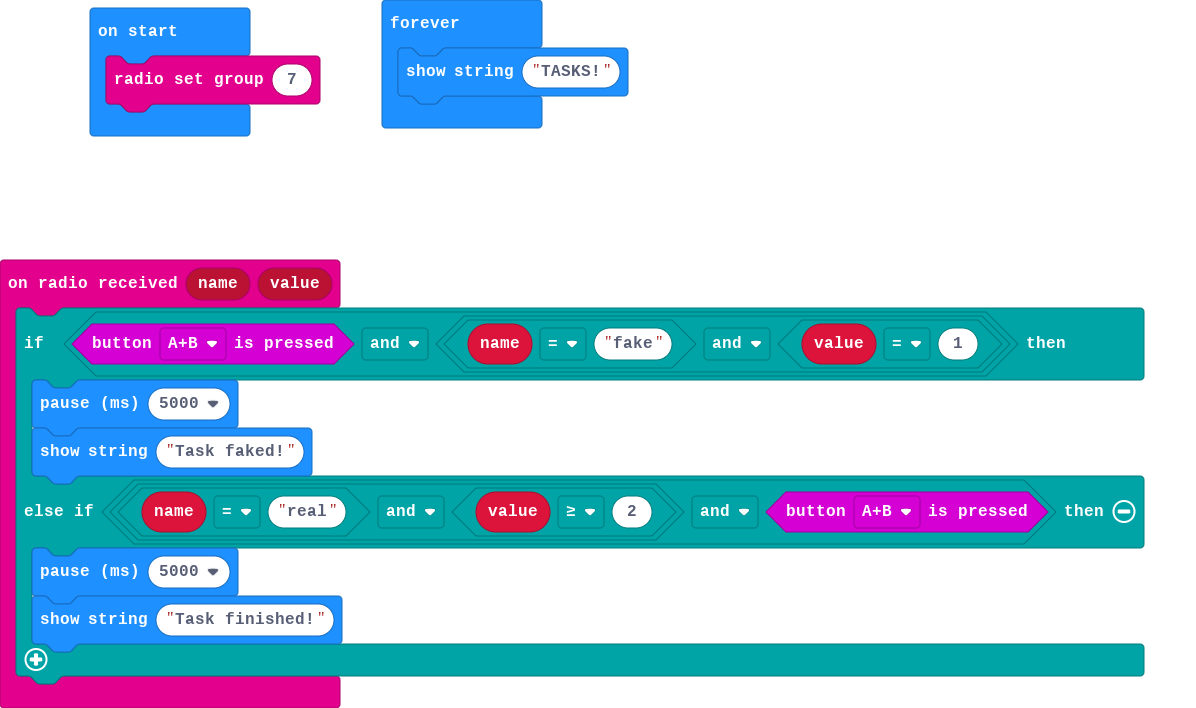 on start
radio set group 7
forever
show string "TASKS!"
on radio received name value
if button A+B is pressed and name = "fake" and value = 1 then
pause (ms) 5000
show string "Task faked!"
else if name = "real" and value ≥ 2 and button A+B is pressed then
pause (ms) 5000
show string "Task finished!"